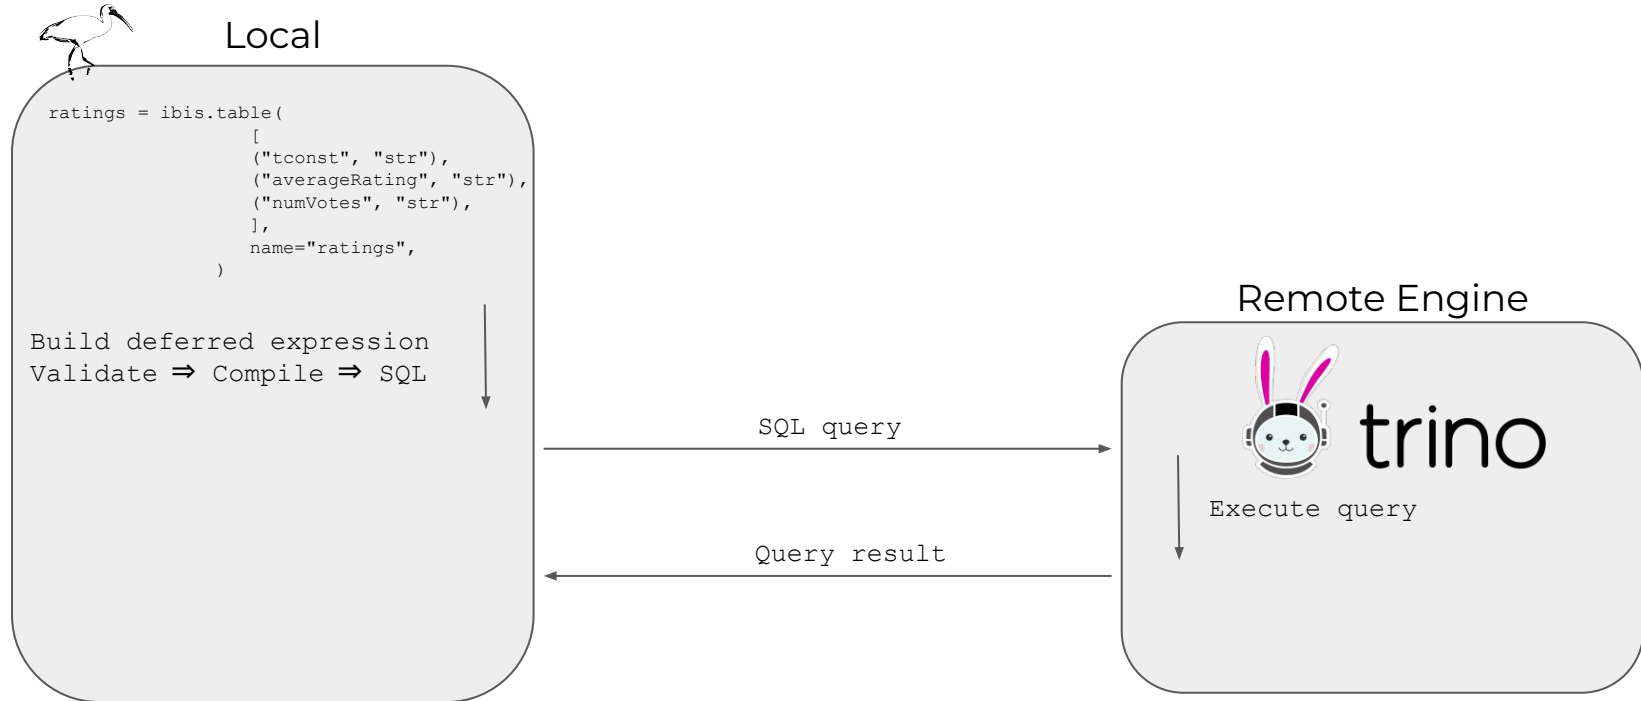 Local
ratings = ibis.table(
[
("tconst", "str"),
("averageRating", "str"),
("numVotes", "str"),
],
name="ratings",
)
Build deferred expression
Validate ⇒ Compile ⇒ SQL
SQL query
Query result
Remote Engine
trino
Execute query